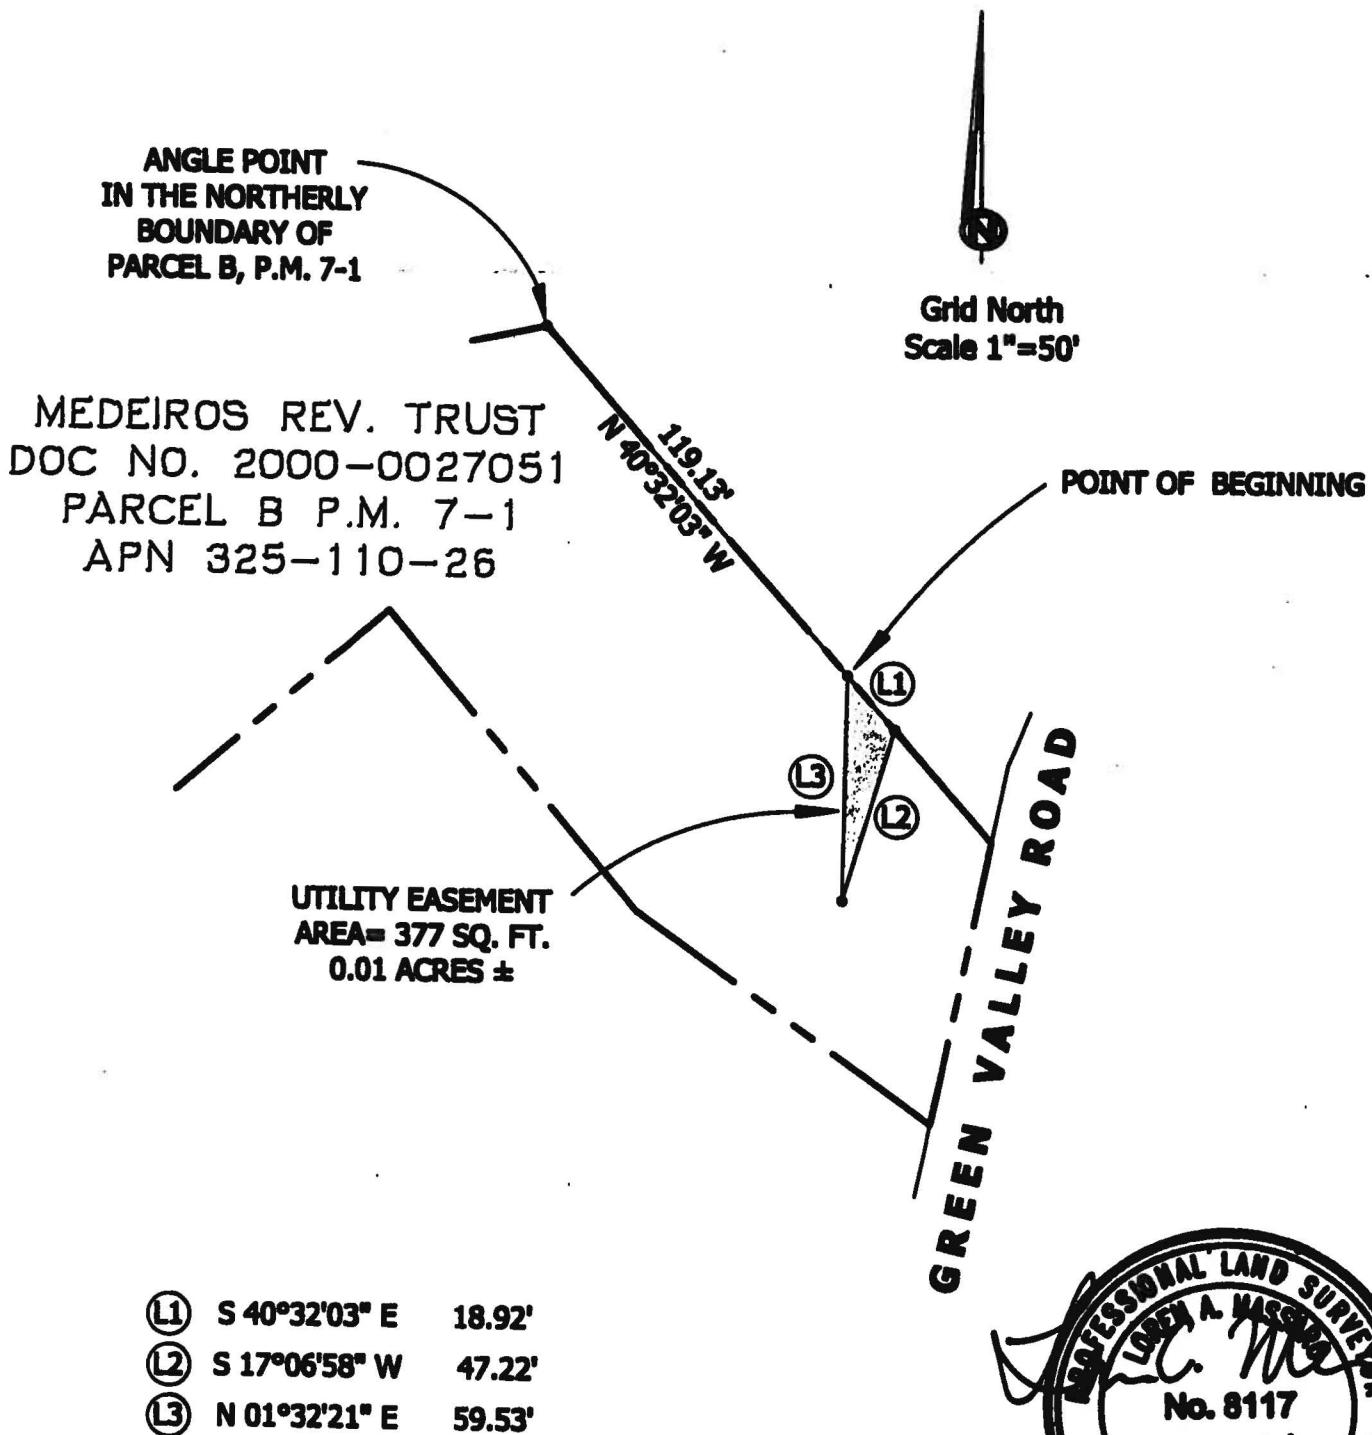 ANGLE POINT
IN THE NORTHERLY
BOUNDARY OF
PARCEL B, P.M. 7-1
N
Grid North
Scale 1"=50'
MEDEIROS REV. TRUST
DOC NO. 2000-0027051
PARCEL B P.M. 7-1
APN 325-110-26
119.13'
N 40°32'03" W
POINT OF BEGINNING
L1
L3
L2
UTILITY EASEMENT
AREA= 377 SQ. FT.
0.01 ACRES ±
GREEN VALLEY ROAD
L1 S 40°32'03" E 18.92'
L2 S 17°06'58" W 47.22'
L3 N 01°32'21" E 59.53'
PROFESSIONAL LAND SURVEY
LOREN A. MASSARO
No. 8117